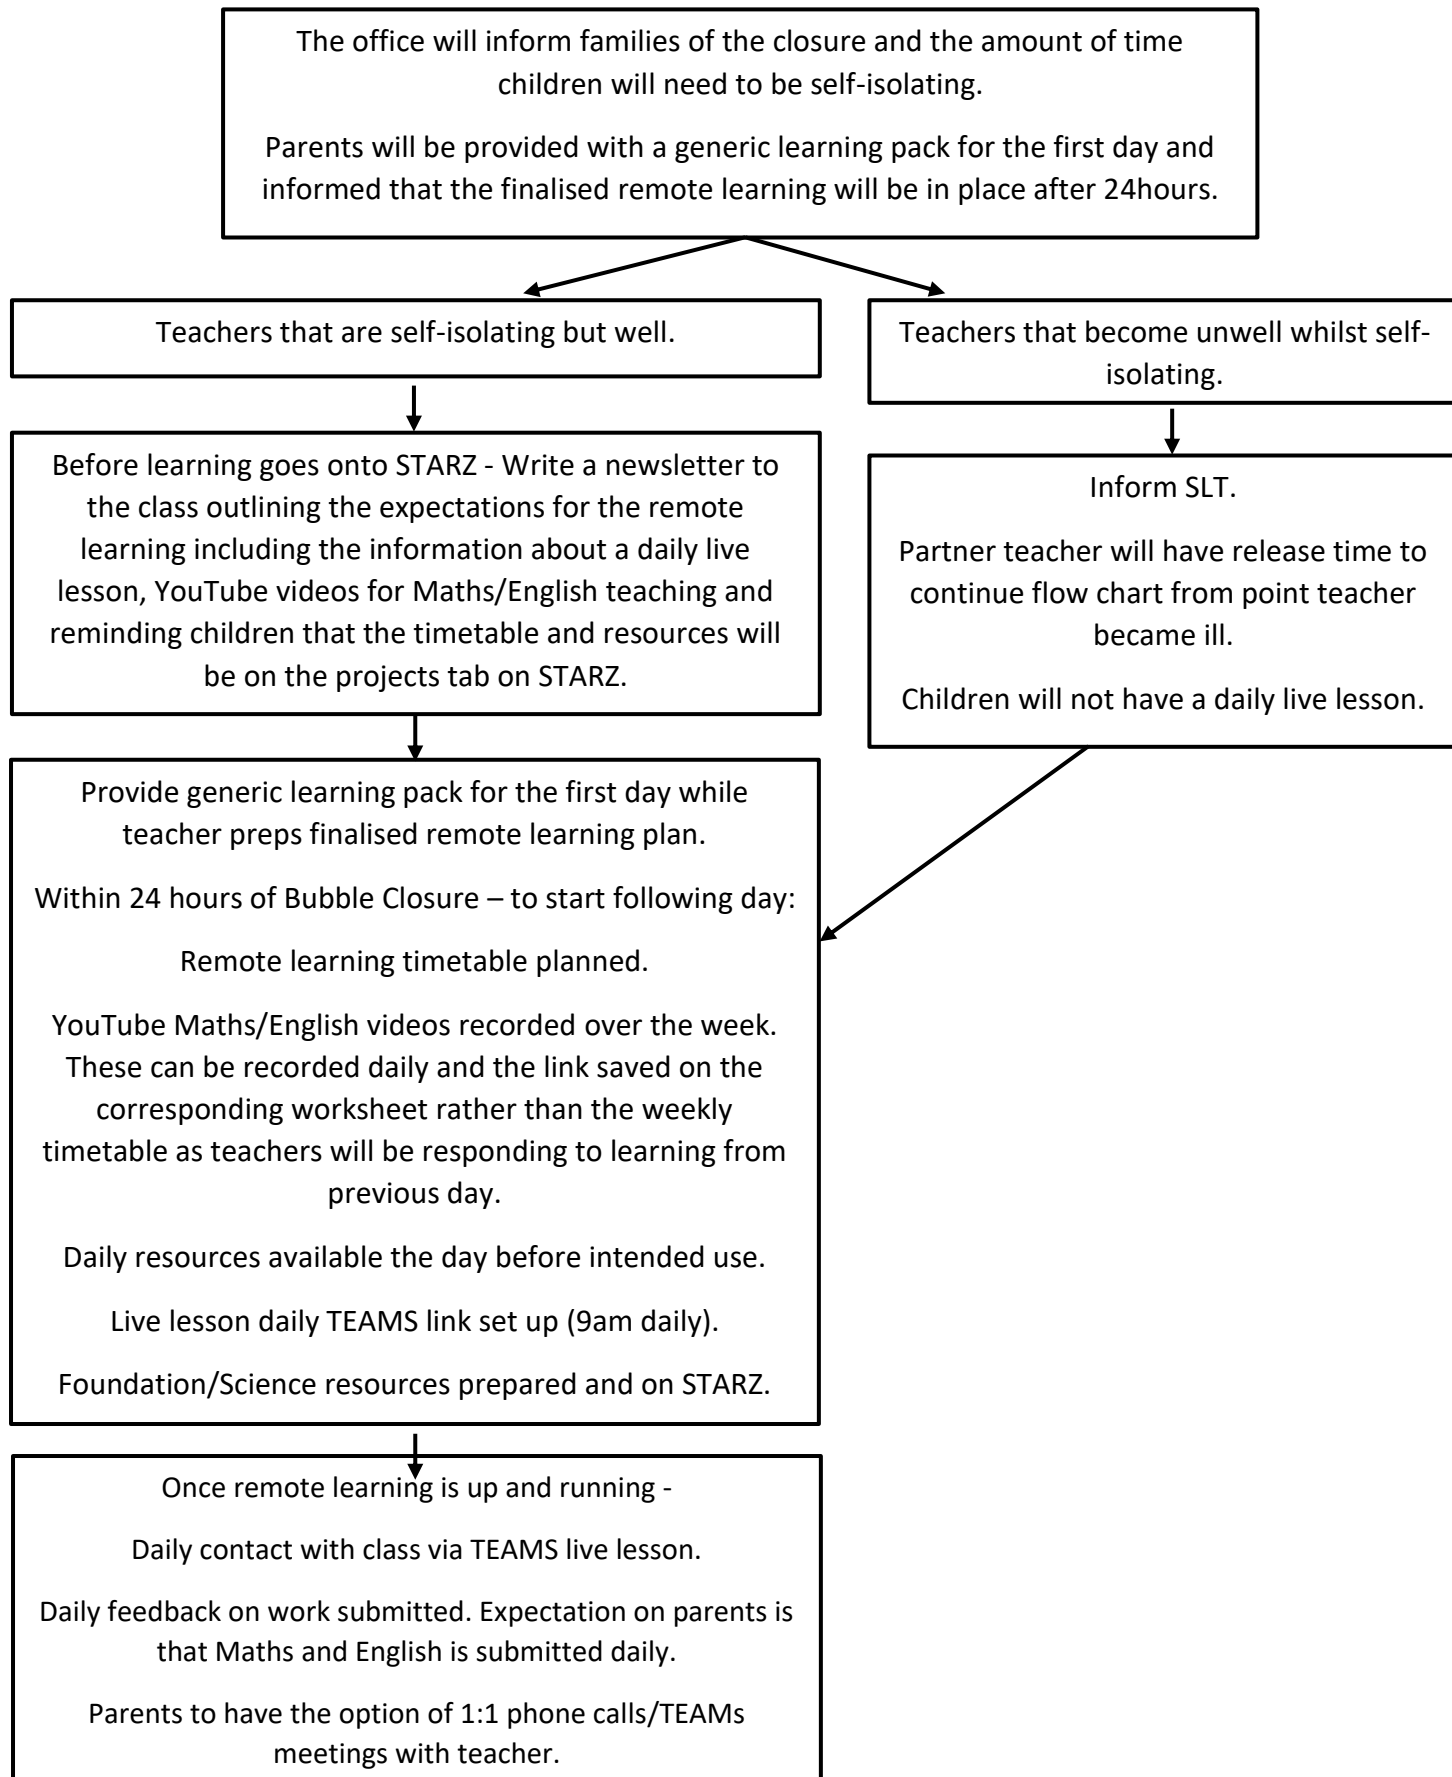 The office will inform families of the closure and the amount of time
children will need to be self-isolating.
Parents will be provided with a generic learning pack for the first day and
informed that the finalised remote learning will be in place after 24hours.
Teachers that are self-isolating but well.
Teachers that become unwell whilst self-
isolating.
Before learning goes onto STARZ - Write a newsletter to
the class outlining the expectations for the remote
learning including the information about a daily live
lesson, YouTube videos for Maths/English teaching and
reminding children that the timetable and resources will
be on the projects tab on STARZ.
Inform SLT.
Partner teacher will have release time to
continue flow chart from point teacher
became ill.
Children will not have a daily live lesson.
Provide generic learning pack for the first day while
teacher preps finalised remote learning plan.
Within 24 hours of Bubble Closure – to start following day:
Remote learning timetable planned.
YouTube Maths/English videos recorded over the week.
These can be recorded daily and the link saved on the
corresponding worksheet rather than the weekly
timetable as teachers will be responding to learning from
previous day.
Daily resources available the day before intended use.
Live lesson daily TEAMS link set up (9am daily).
Foundation/Science resources prepared and on STARZ.
Once remote learning is up and running -
Daily contact with class via TEAMS live lesson.
Daily feedback on work submitted. Expectation on parents is
that Maths and English is submitted daily.
Parents to have the option of 1:1 phone calls/TEAMs
meetings with teacher.